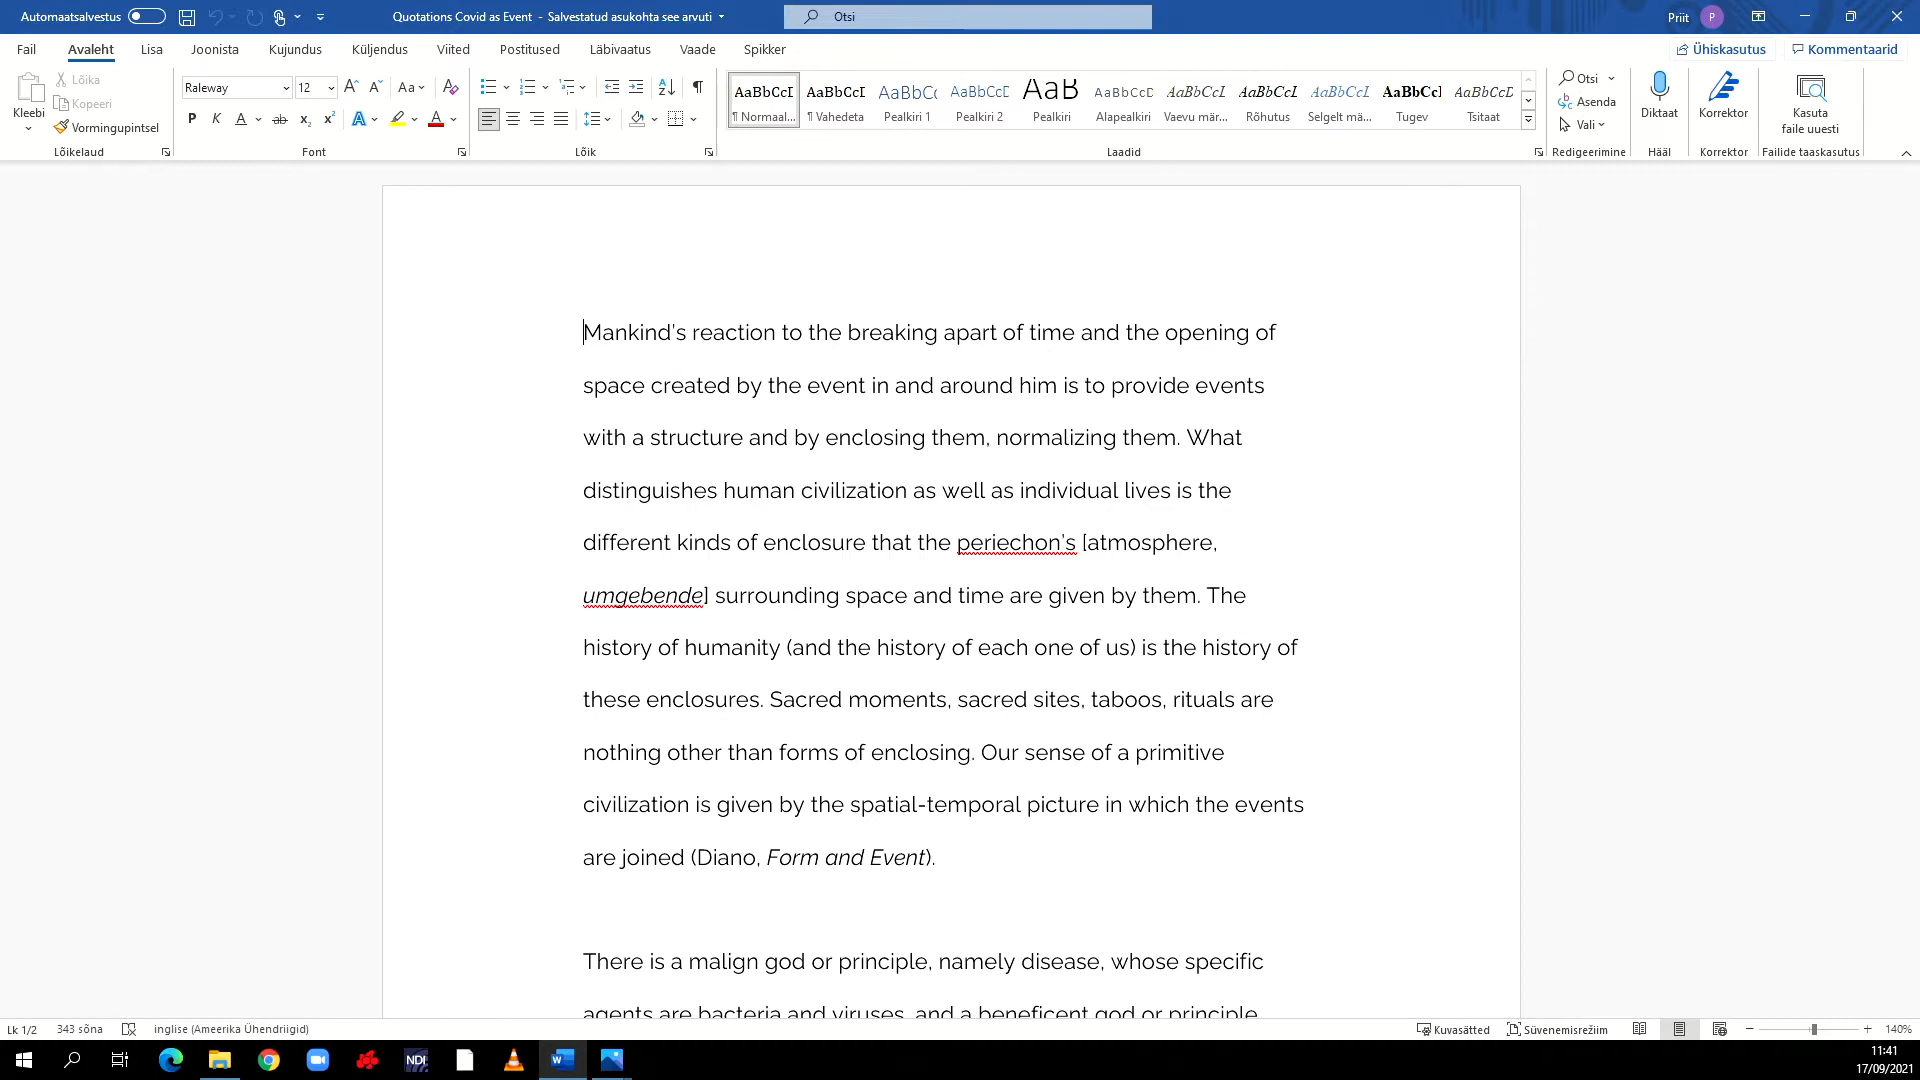 Automaatsalvestus
Quotations Covid as Event - Salvestatud asukohta see arvuti
Otsi
Priit
P
Fail Avaleht Lisa Joonista Kujundus Küljendus Viited Postitused Läbivaatus Vaade Spikker
Ühiskasutus Kommentaarid
Kleebi
Lõika
Kopeeri
Vormingupintsel
Lõikelaud
Raleway 12
Font
Lõik
AaBbCcI AaBbCcI AaBbCc AaBbCcE AaB AaBbCcD AaBbCcL AaBbCcL AaBbCcL AaBbCcI AaBbCcD
¶ Normaal... ¶ Vahedeta Pealkiri 1 Pealkiri 2 Pealkiri Alapealkiri Vaevu mär... Rõhutus Selgelt mä... Tugev Tsitaat
Laadid
Otsi
Asenda
Vali
Redigeerimine
Diktaat
Hääl
Korrektor
Korrektor
Kasuta
faile uuesti
Failide taaskasutus
Mankind's reaction to the breaking apart of time and the opening of
space created by the event in and around him is to provide events
with a structure and by enclosing them, normalizing them. What
distinguishes human civilization as well as individual lives is the
different kinds of enclosure that the periechon's [atmosphere,
umgebende] surrounding space and time are given by them. The
history of humanity (and the history of each one of us) is the history of
these enclosures. Sacred moments, sacred sites, taboos, rituals are
nothing other than forms of enclosing. Our sense of a primitive
civilization is given by the spatial-temporal picture in which the events
are joined (Diano, Form and Event).
There is a malign god or principle, namely disease, whose specific
agents are bacteria and viruses, and a beneficent god or principle,
Lk 1/2 343 sõna inglise (Ameerika Ühendriigid)
Kuvasätted Süvenemisrežiim 140%
NDI
11:41
17/09/2021